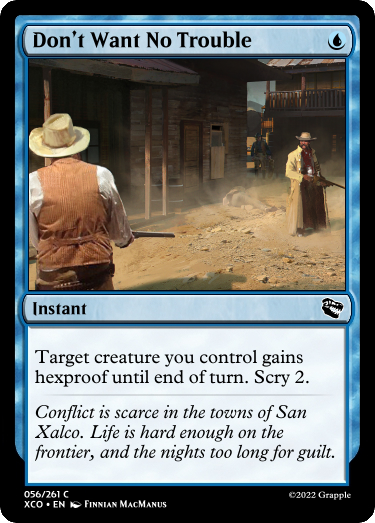 Don't Want No Trouble
Instant
Target creature you control gains
hexproof until end of turn. Scry 2.
Conflict is scarce in the towns of San
Xalco. Life is hard enough on the
frontier, and the nights too long for guilt.
056/261 C
XCO • EN Finnian MacManus
©2022 Grapple